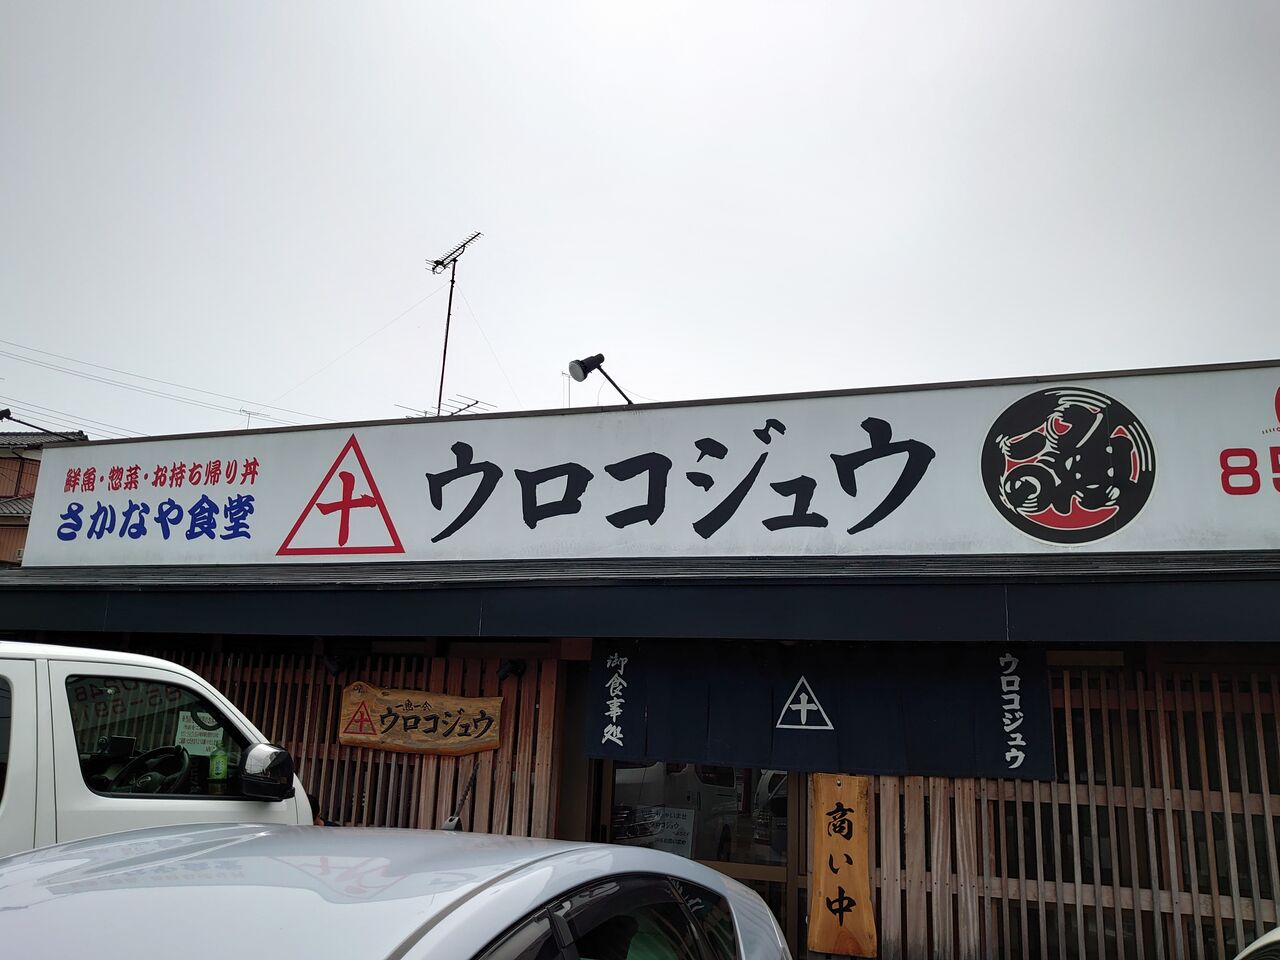 鮮魚・惣菜・お持ち帰り丼
さかなや食堂
十
ウロコジュウ
85
一魚一会
十
ウロコジュウ
御食事処
十
ウロコジュウ
商い中